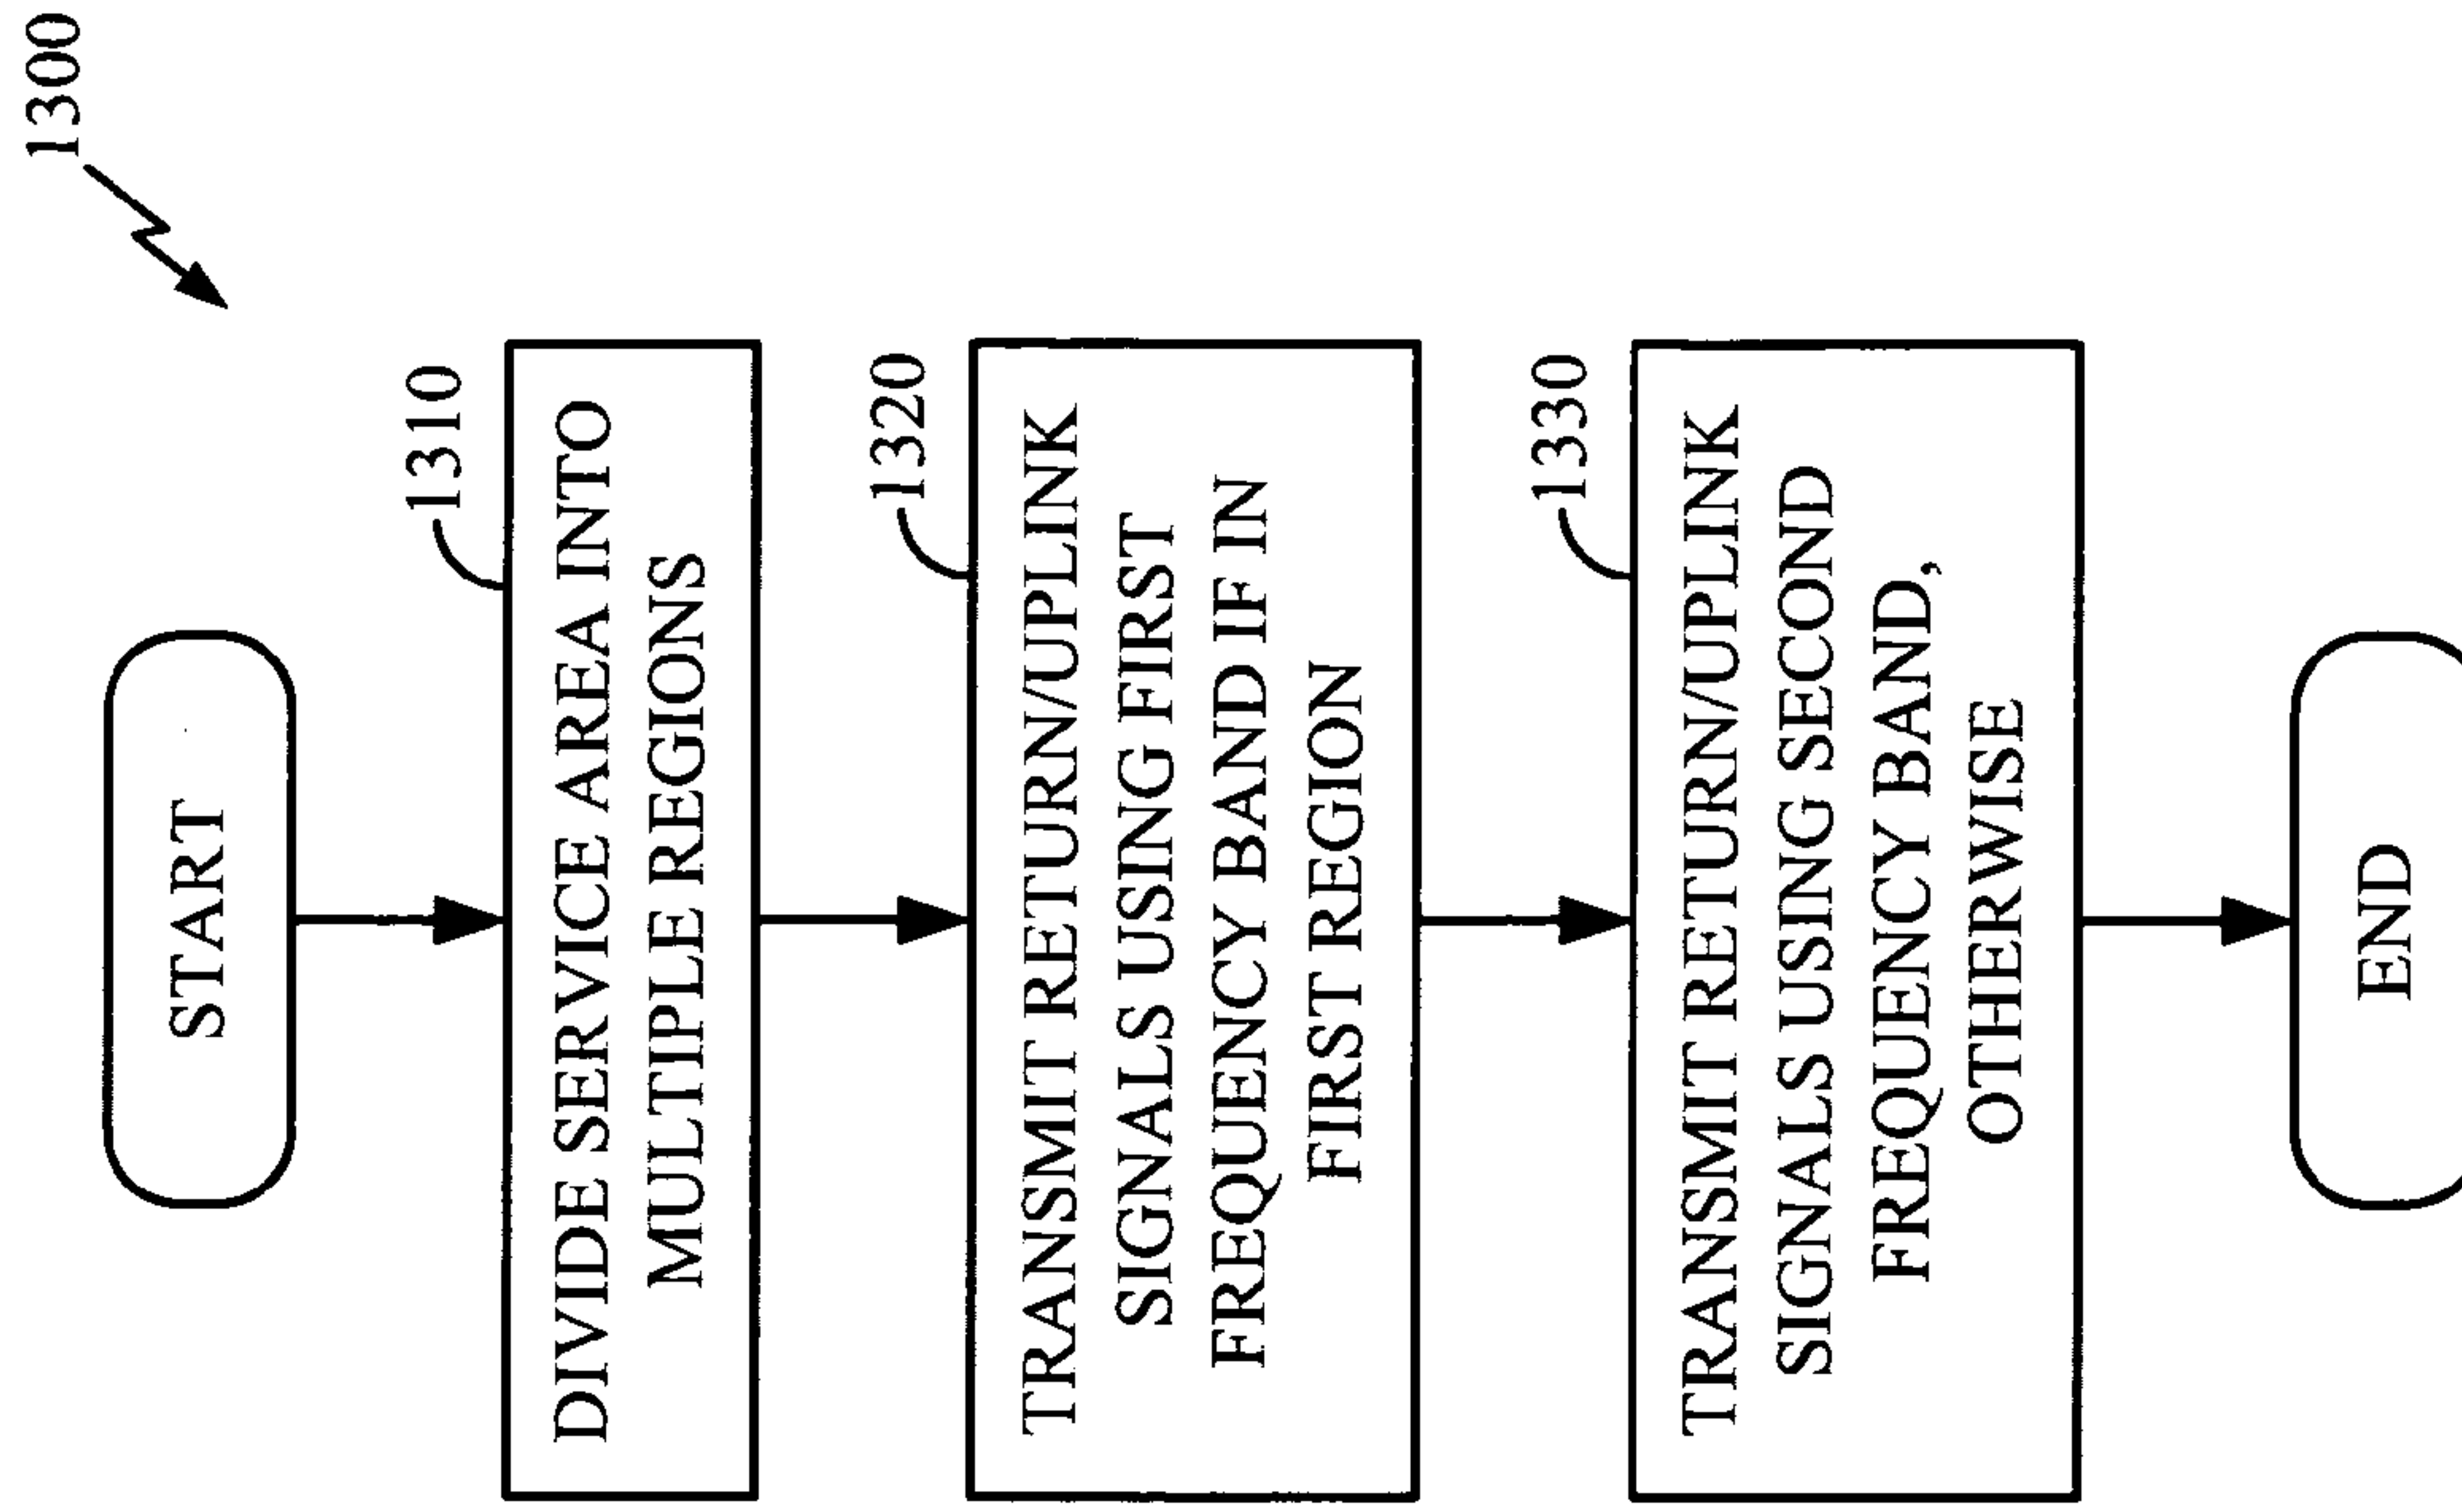 1300
START
1310
DIVIDE SERVICE AREA INTO
MULTIPLE REGIONS
1320
TRANSMIT RETURN/UPLINK
SIGNALS USING FIRST
FREQUENCY BAND IF IN
FIRST REGION
1330
TRANSMIT RETURN/UPLINK
SIGNALS USING SECOND
FREQUENCY BAND,
OTHERWISE
END